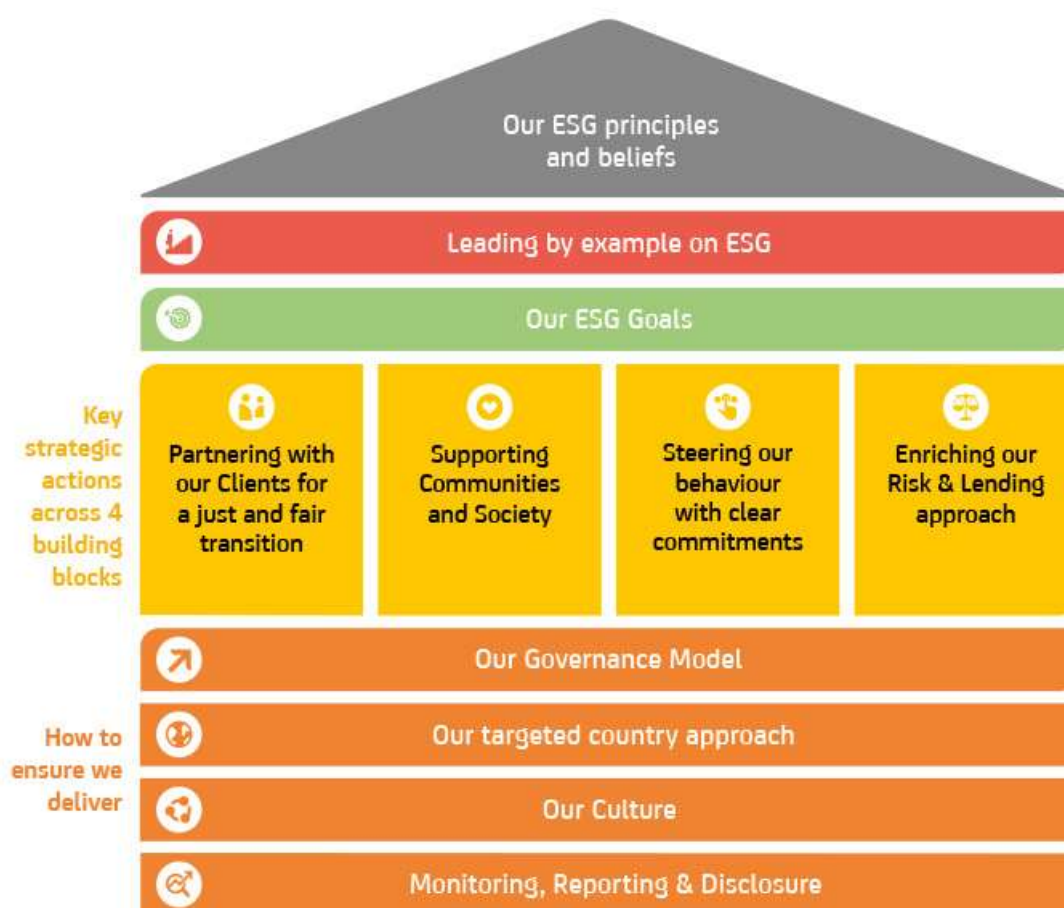 Our ESG principles
and beliefs
Leading by example on ESG
Our ESG Goals
Key
strategic
actions
across 4
building
blocks
Partnering with
our Clients for
a just and fair
transition
Supporting
Communities
and Society
Steering our
behaviour
with clear
commitments
Enriching our
Risk & Lending
approach
Our Governance Model
How to
ensure we
deliver
Our targeted country approach
Our Culture
Monitoring, Reporting & Disclosure